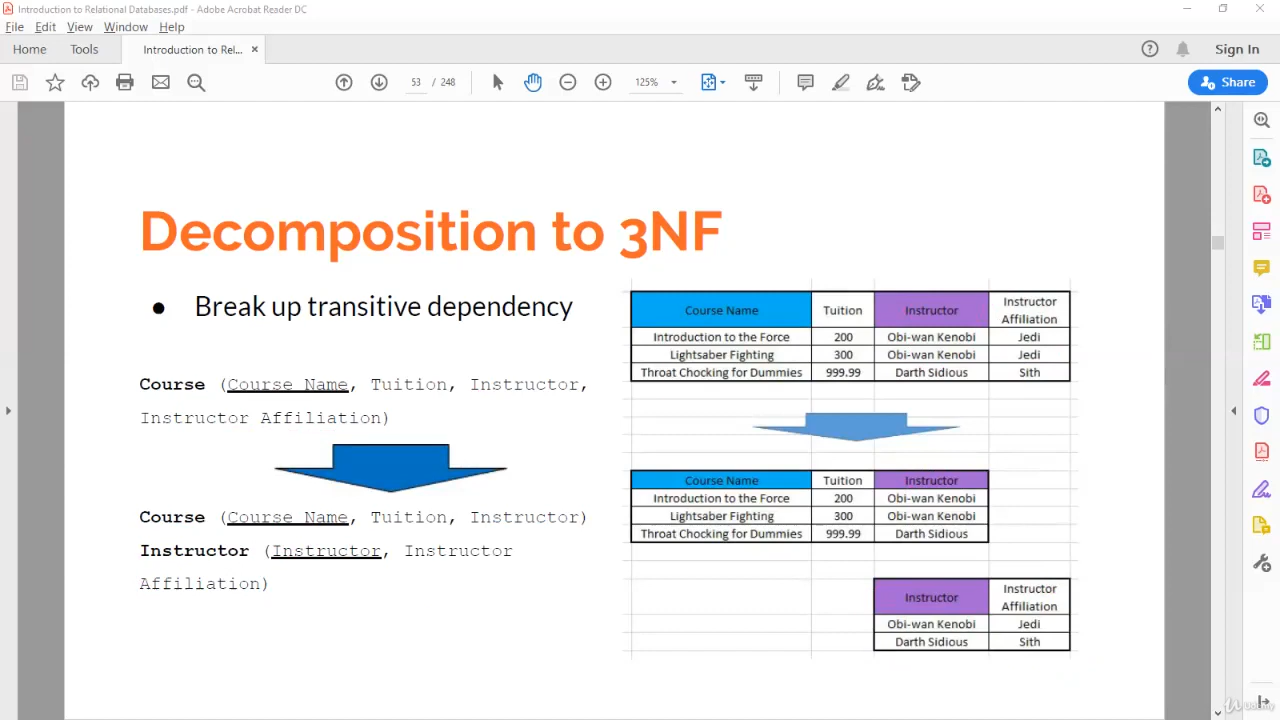 Introduction to Relational Databases.pdf - Adobe Acrobat Reader DC
File Edit View Window Help
Home Tools Introduction to Rel... × Sign In
53 / 248 125% Share
Decomposition to 3NF
● Break up transitive dependency
Course (Course Name, Tuition, Instructor,
Instructor Affiliation)
Course (Course Name, Tuition, Instructor)
Instructor (Instructor, Instructor
Affiliation)
Course Name Tuition Instructor Instructor Affiliation
Introduction to the Force 200 Obi-wan Kenobi Jedi
Lightsaber Fighting 300 Obi-wan Kenobi Jedi
Throat Chocking for Dummies 999.99 Darth Sidious Sith
Course Name Tuition Instructor
Introduction to the Force 200 Obi-wan Kenobi
Lightsaber Fighting 300 Obi-wan Kenobi
Throat Chocking for Dummies 999.99 Darth Sidious
Instructor Instructor Affiliation
Obi-wan Kenobi Jedi
Darth Sidious Sith
Udemy